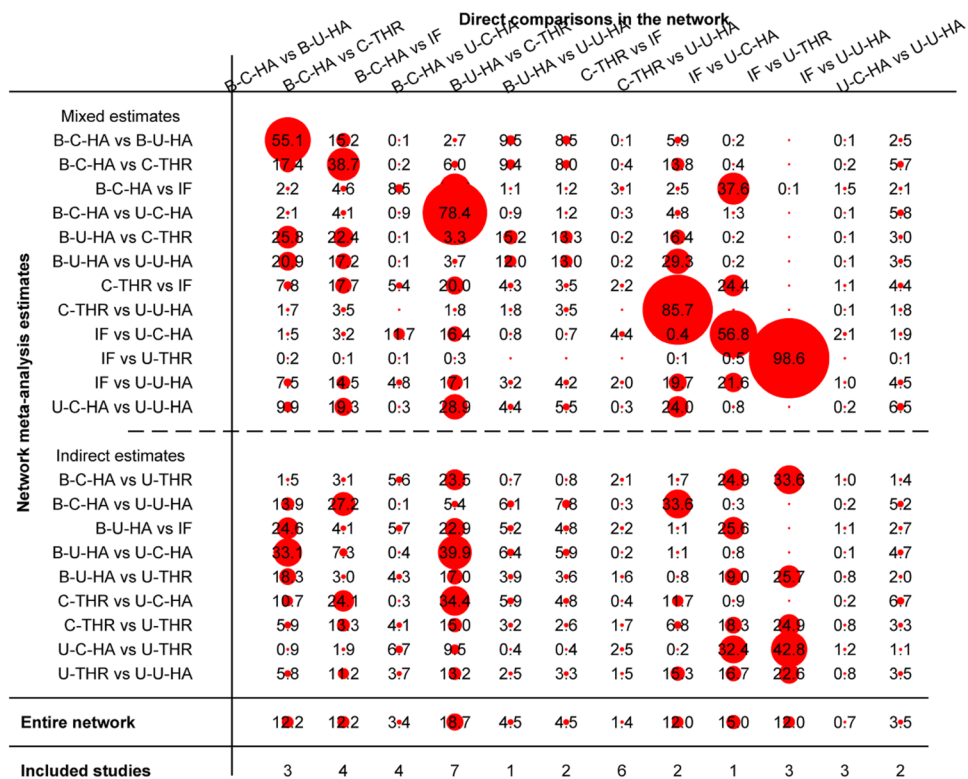 Direct comparisons in the network
B-C-HA vs B-U-HA
B-C-HA vs C-THR
B-C-HA vs IF
B-C-HA vs U-C-HA
B-U-HA vs C-THR
B-U-HA vs U-U-HA
C-THR vs IF
C-THR vs U-U-HA
IF vs U-C-HA
IF vs U-THR
IF vs U-U-HA
U-C-HA vs U-U-HA
Network meta-analysis estimates
Mixed estimates
B-C-HA vs B-U-HA 55.1 15.2 0.1 2.7 9.5 8.5 0.1 5.9 0.2 . 0.1 2.5
B-C-HA vs C-THR 17.4 38.7 0.2 6.0 9.4 8.0 0.4 13.8 0.4 . 0.2 5.7
B-C-HA vs IF 2.2 4.6 8.5 1.1 1.2 3.1 2.5 37.6 0.1 1.5 2.1
B-C-HA vs U-C-HA 2.1 4.1 0.9 78.4 0.9 1.2 0.3 4.8 1.3 . 0.1 5.8
B-U-HA vs C-THR 25.8 22.4 0.1 3.3 15.2 13.3 0.2 16.4 0.2 . 0.1 3.0
B-U-HA vs U-U-HA 20.9 17.2 0.1 3.7 12.0 13.0 0.2 29.3 0.2 . 0.1 3.5
C-THR vs IF 7.8 17.7 5.4 20.0 4.3 3.5 2.2 . 24.4 . 1.1 4.4
C-THR vs U-U-HA 1.7 3.5 . 1.8 1.8 3.5 . 85.7 . . 0.1 1.8
IF vs U-C-HA 1.5 3.2 11.7 16.4 0.8 0.7 4.4 0.4 56.8 . 2.1 1.9
IF vs U-THR 0.2 0.1 0.1 0.3 . . . 0.1 0.5 98.6 . 0.1
IF vs U-U-HA 7.5 14.5 4.8 17.1 3.2 4.2 2.0 19.7 21.6 . 1.0 4.5
U-C-HA vs U-U-HA 9.9 19.3 0.3 28.9 4.4 5.5 0.3 24.0 0.8 . 0.2 6.5
Indirect estimates
B-C-HA vs U-THR 1.5 3.1 5.6 23.5 0.7 0.8 2.1 1.7 24.9 33.6 1.0 1.4
B-C-HA vs U-U-HA 13.9 27.2 0.1 5.4 6.1 7.8 0.3 33.6 0.3 . 0.2 5.2
B-U-HA vs IF 24.6 4.1 5.7 22.9 5.2 4.8 2.2 1.1 25.6 . 1.1 2.7
B-U-HA vs U-C-HA 33.1 7.3 0.4 39.9 6.4 5.9 0.2 1.1 0.8 . 0.1 4.7
B-U-HA vs U-THR 18.3 3.0 4.3 17.0 3.9 3.6 1.6 0.8 19.0 25.7 0.8 2.0
C-THR vs U-C-HA 10.7 24.1 0.3 34.4 5.9 4.8 0.4 11.7 0.9 . 0.2 6.7
C-THR vs U-THR 5.9 13.3 4.1 15.0 3.2 2.6 1.7 6.8 18.3 24.9 0.8 3.3
U-C-HA vs U-THR 0.9 1.9 6.7 9.5 0.4 0.4 2.5 0.2 32.4 42.8 1.2 1.1
U-THR vs U-U-HA 5.8 11.2 3.7 13.2 2.5 3.3 1.5 15.3 16.7 22.6 0.8 3.5
Entire network 12.2 12.2 3.4 18.7 4.5 4.5 1.4 12.0 15.0 12.0 0.7 3.5
Included studies 3 4 4 7 1 2 6 2 1 3 3 2